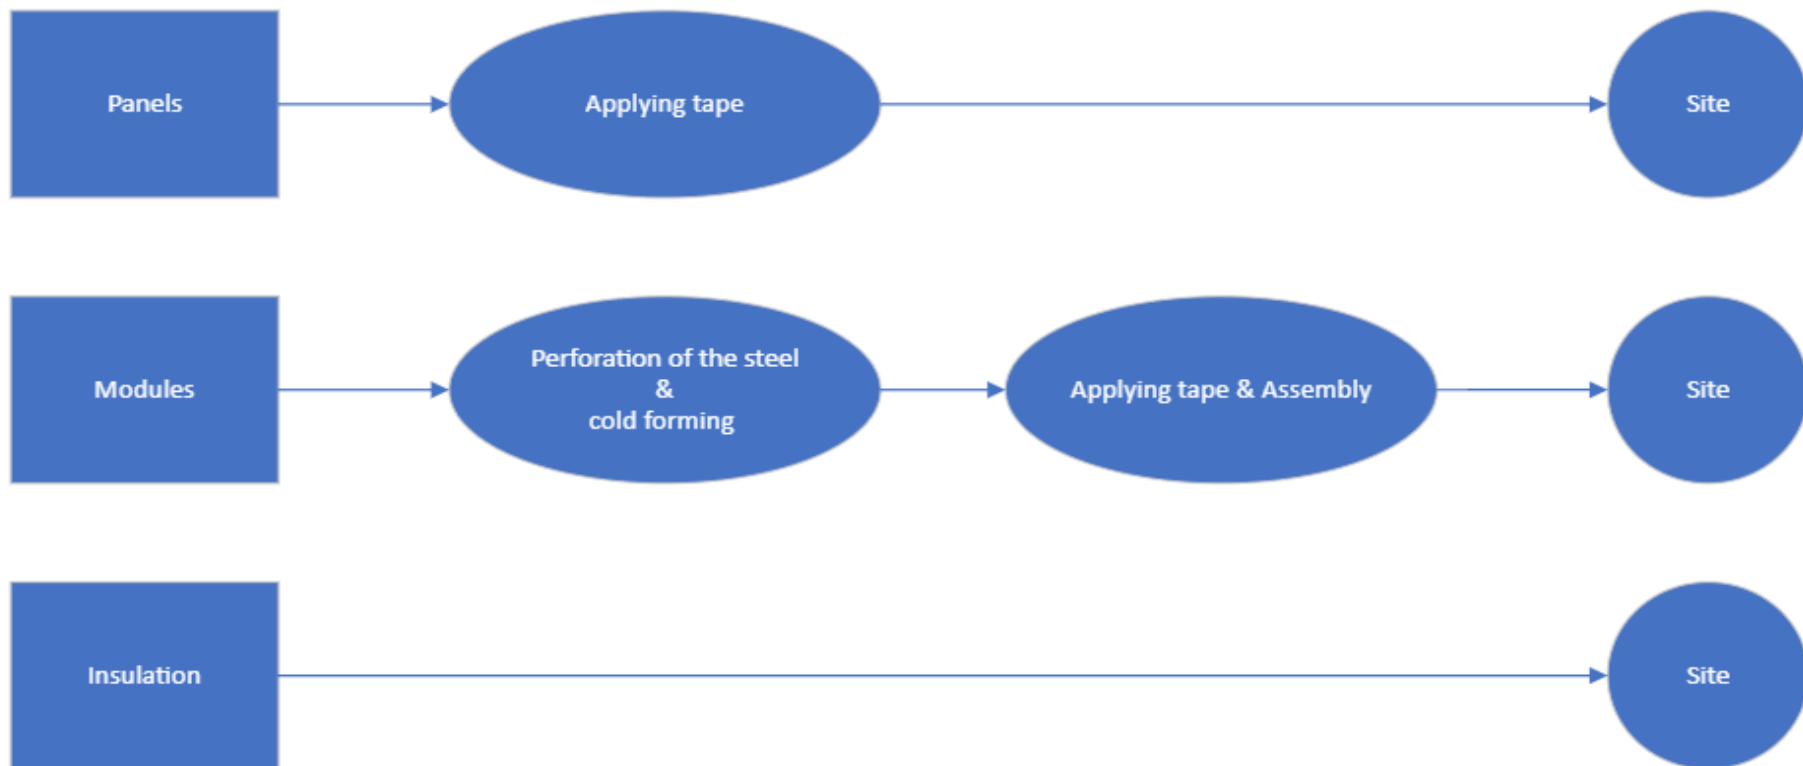 Panels
Applying tape
Site
Modules
Perforation of the steel
&
cold forming
Applying tape & Assembly
Site
Insulation
Site